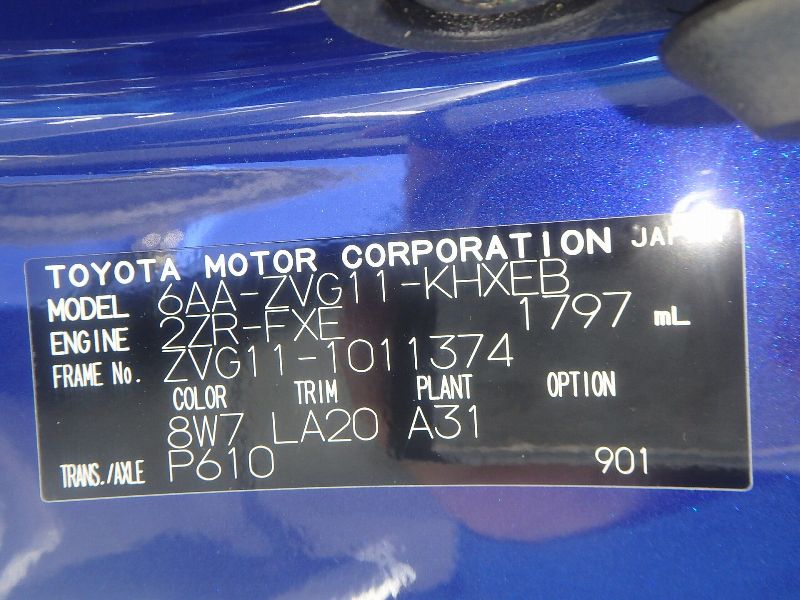 TOYOTA MOTOR CORPORATION JAPAN
MODEL 6AA-ZVG11-KHXEB
ENGINE 2ZR-FXE 1797 mL
FRAME No. ZVG11-1011374
COLOR TRIM PLANT OPTION
8W7 LA20 A31
TRANS./AXLE P610 901